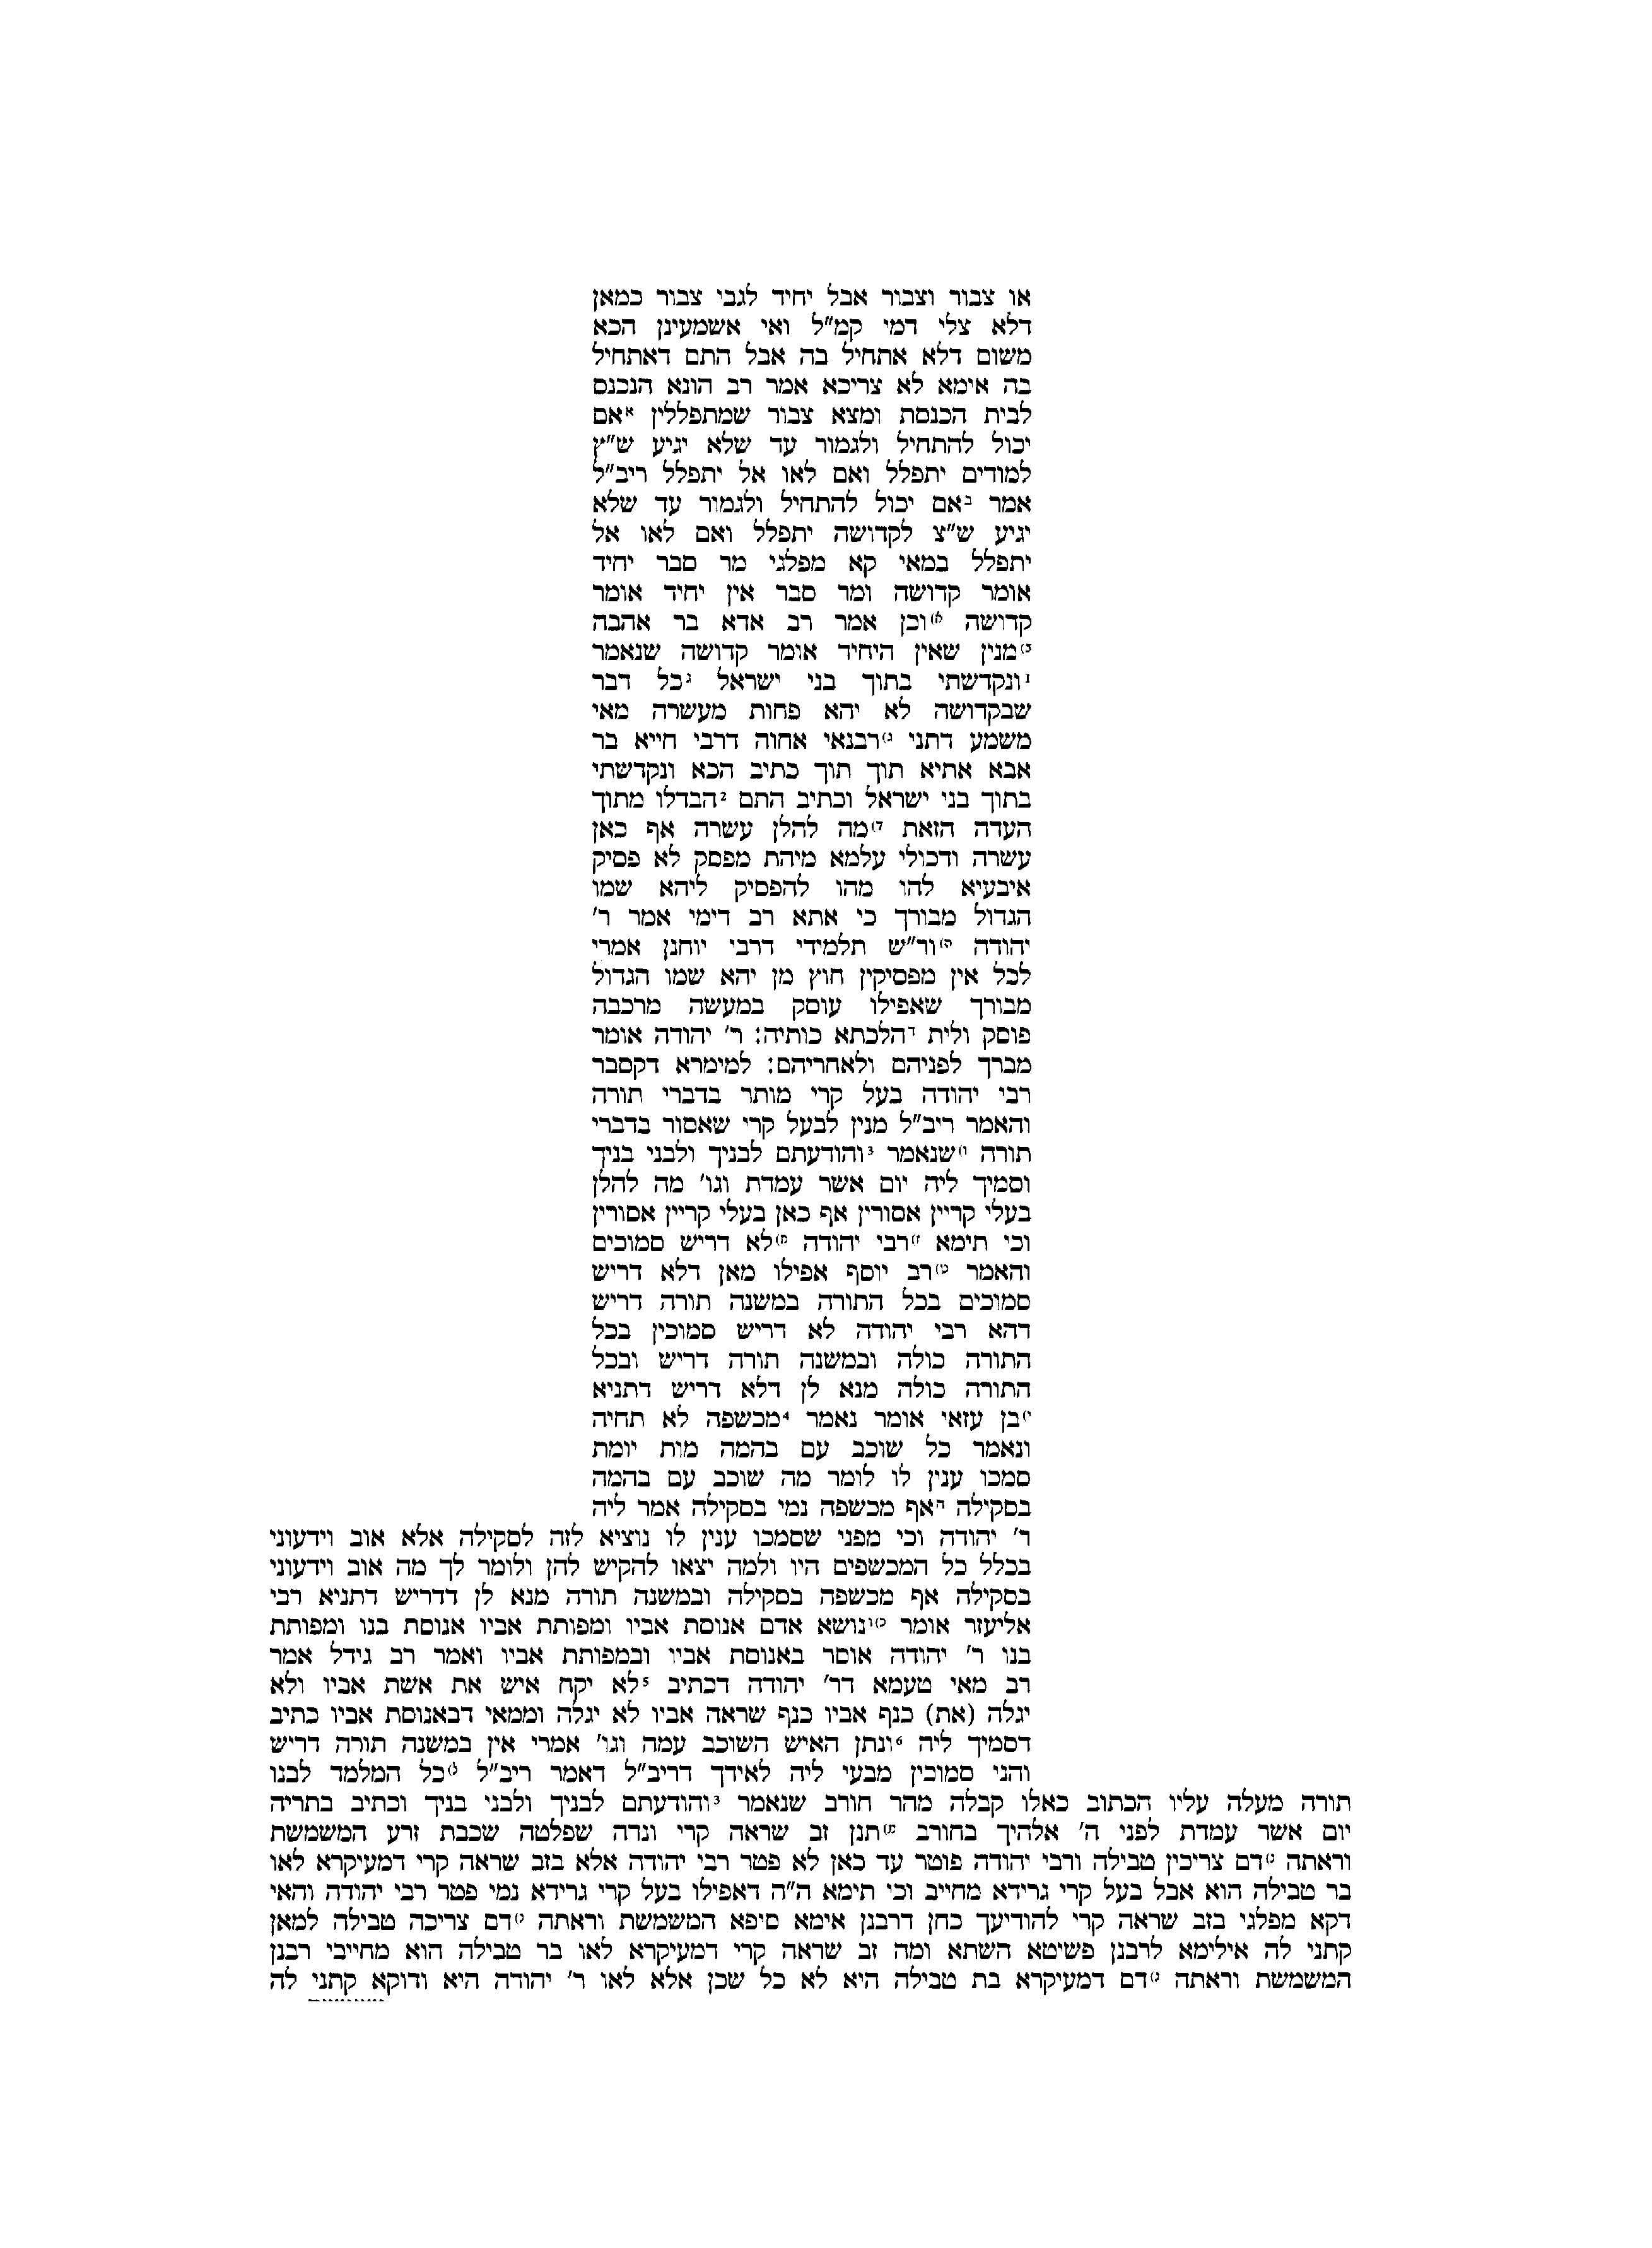 או צבור וצבור אבל יחיד לגבי צבור כמאן
דלא צלי דמי קמ"ל ואי אשמעינן הכא
משום דלא אתחיל בה אבל התם דאתחיל
בה אימא לא צריכא אמר רב הונא הנכנס
לבית הכנסת ומצא צבור שמתפללין אאם
יכול להתחיל ולגמור עד שלא יגיע ש"ץ
למודים יתפלל ואם לאו אל יתפלל ריב"ל
אמר באם יכול להתחיל ולגמור עד שלא
יגיע ש"צ לקדושה יתפלל ואם לאו אל
יתפלל במאי קא מפלגי מר סבר יחיד
אומר קדושה ומר סבר אין יחיד אומר
קדושה א)וכן אמר רב אדא בר אהבה
ב)מנין שאין היחיד אומר קדושה שנאמר
1ונקדשתי בתוך בני ישראל גכל דבר
שבקדושה לא יהא פחות מעשרה מאי
משמע דתני ג)רבנאי אחוה דרבי חייא בר
אבא אתיא תוך תוך כתיב הכא ונקדשתי
בתוך בני ישראל וכתיב התם 2הבדלו מתוך
העדה הזאת ד)מה להלן עשרה אף כאן
עשרה ודכולי עלמא מיהת מפסק לא פסיק
איבעיא להו מהו להפסיק ליהא שמו
הגדול מבורך כי אתא רב דימי אמר ר'
יהודה ה)ור"ש תלמידי דרבי יוחנן אמרי
לכל אין מפסיקין חוץ מן יהא שמו הגדול
מבורך שאפילו עוסק במעשה מרכבה
פוסק ולית דהלכתא כותיה: ר' יהודה אומר
מברך לפניהם ולאחריהם: למימרא דקסבר
רבי יהודה בעל קרי מותר בדברי תורה
והאמר ריב"ל מנין לבעל קרי שאסור בדברי
תורה ו)שנאמר 3והודעתם לבניך ולבני בניך
וסמיך ליה יום אשר עמדת וגו' מה להלן
בעלי קריין אסורין אף כאן בעלי קריין אסורין
וכי תימא ז)רבי יהודה ח)לא דריש סמוכים
והאמר ט)רב יוסף אפילו מאן דלא דריש
סמוכים בכל התורה במשנה תורה דריש
דהא רבי יהודה לא דריש סמוכין בכל
התורה כולה ובמשנה תורה דריש ובכל
התורה כולה מנא לן דלא דריש דתניא
י)בן עזאי אומר נאמר 4מכשפה לא תחיה
ונאמר כל שוכב עם בהמה מות יומת
סמכו ענין לו לומר מה שוכב עם בהמה
בסקילה האף מכשפה נמי בסקילה אמר ליה
ר' יהודה וכי מפני שסמכו ענין לו נוציא לזה לסקילה אלא אוב וידעוני
בכלל כל המכשפים היו ולמה יצאו להקיש להן ולומר לך מה אוב וידעוני
בסקילה אף מכשפה בסקילה ובמשנה תורה מנא לן דדריש דתניא רבי
אליעזר אומר כ)ונושא אדם אנוסת אביו ומפותת אביו אנוסת בנו ומפותת
בנו ר' יהודה אוסר באנוסת אביו ובמפותת אביו ואמר רב גידל אמר
רב מאי טעמא דר' יהודה דכתיב 5לא יקח איש את אשת אביו ולא
יגלה (את) כנף אביו כנף שראה אביו לא יגלה וממאי דבאנוסת אביו כתיב
דסמיך ליה 6ונתן האיש השוכב עמה וגו' אמרי אין במשנה תורה דריש
והני סמוכין מבעי ליה לאידך דריב"ל דאמר ריב"ל ל)כל המלמד לבנו
תורה מעלה עליו הכתוב כאלו קבלה מהר חורב שנאמר 3והודעתם לבניך ולבני בניך וכתיב בתריה
יום אשר עמדת לפני ה' אלהיך בחורב מ)תנן זב שראה קרי ונדה שפלטה שכבת זרע המשמשת
וראתה נ)דם צריכין טבילה ורבי יהודה פוטר עד כאן לא פטר רבי יהודה אלא בזב שראה קרי דמעיקרא לאו
בר טבילה הוא אבל בעל קרי גרידא מחייב וכי תימא ה"ה דאפילו בעל קרי גרידא נמי פטר רבי יהודה והאי
דקא מפלגי בזב שראה קרי להודיעך כחן דרבנן אימא סיפא המשמשת וראתה נ)דם צריכה טבילה למאן
קתני לה אילימא לרבנן פשיטא השתא ומה זב שראה קרי דמעיקרא לאו בר טבילה הוא מחייבי רבנן
המשמשת וראתה נ)דם דמעיקרא בת טבילה היא לא כל שכן אלא לאו ר' יהודה היא ודוקא קתני לה